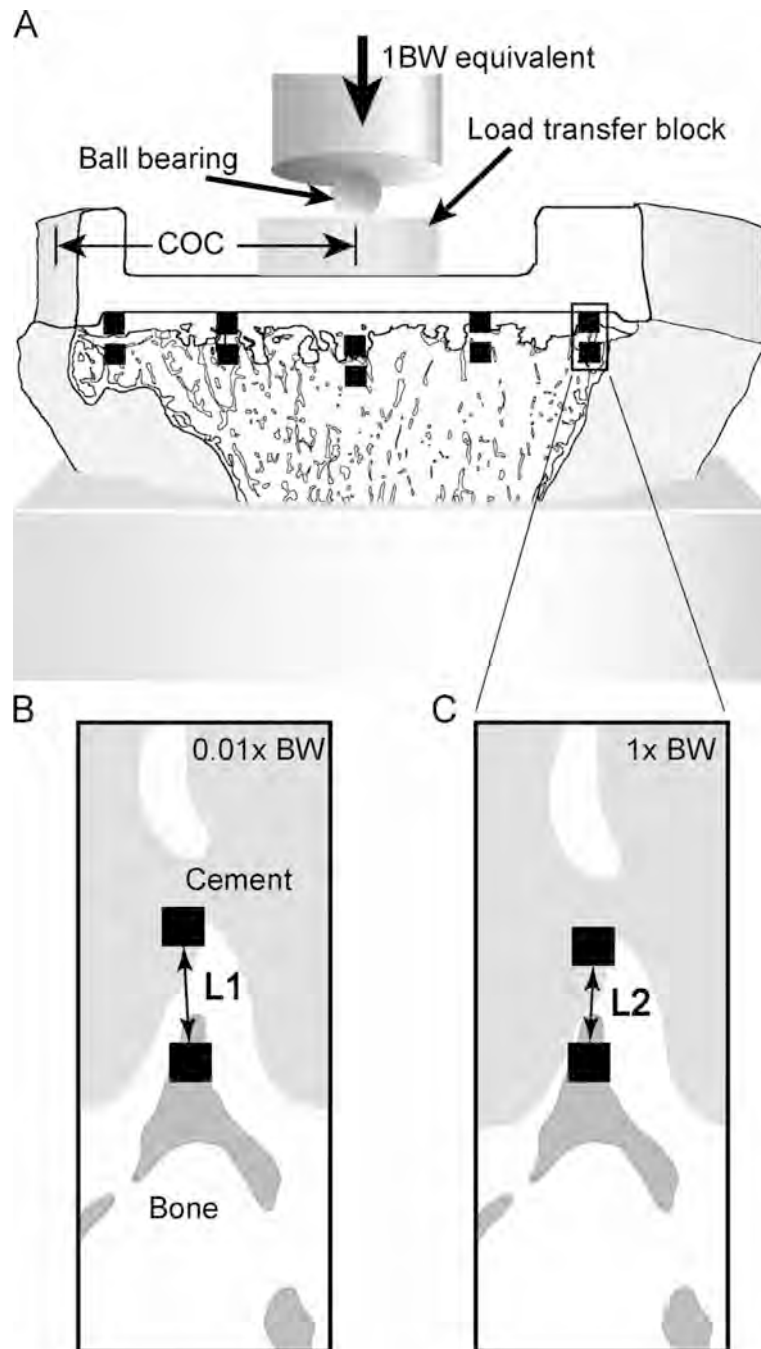 A
1BW equivalent
Load transfer block
Ball bearing
COC
B
0.01x BW
Cement
L1
Bone
C
1x BW
L2